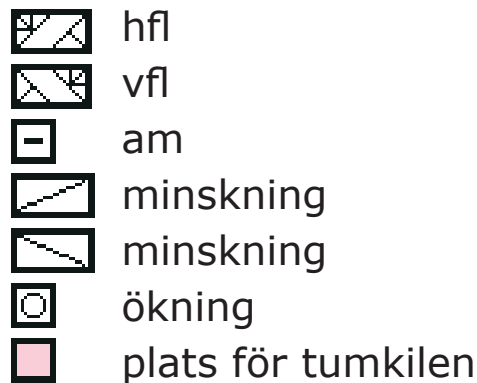 hfl
vfl
am
minskning
minskning
ökning
plats för tumkilen